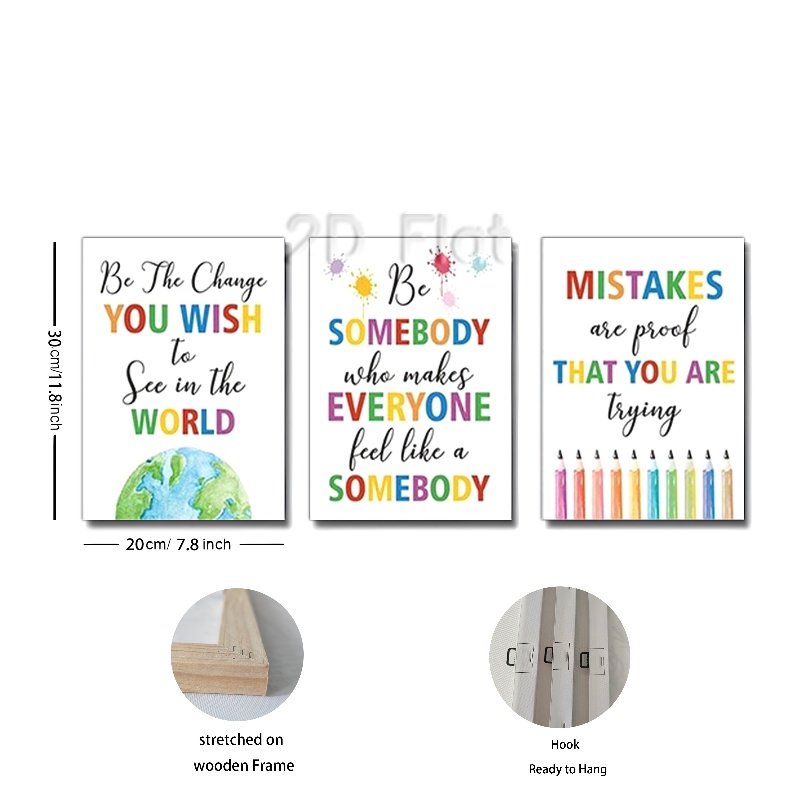 2D Flat
Be The Change
YOU WISH
to
See in the
WORLD
Be
SOMEBODY
who makes
EVERYONE
feel like a
SOMEBODY
MISTAKES
are proof
THAT YOU ARE
trying
30cm/11.8inch
20cm/ 7.8 inch
stretched on
wooden Frame
Hook
Ready to Hang